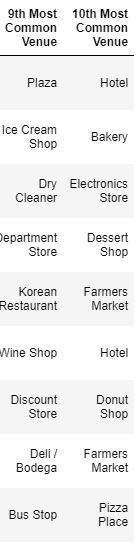 9th Most 10th Most
Common Common
Venue Venue
Plaza Hotel
Ice Cream Bakery
Shop
Dry Electronics
Cleaner Store
Department Dessert
Store Shop
Korean Farmers
Restaurant Market
Wine Shop Hotel
Discount Donut
Store Shop
Deli / Farmers
Bodega Market
Bus Stop Pizza
Place